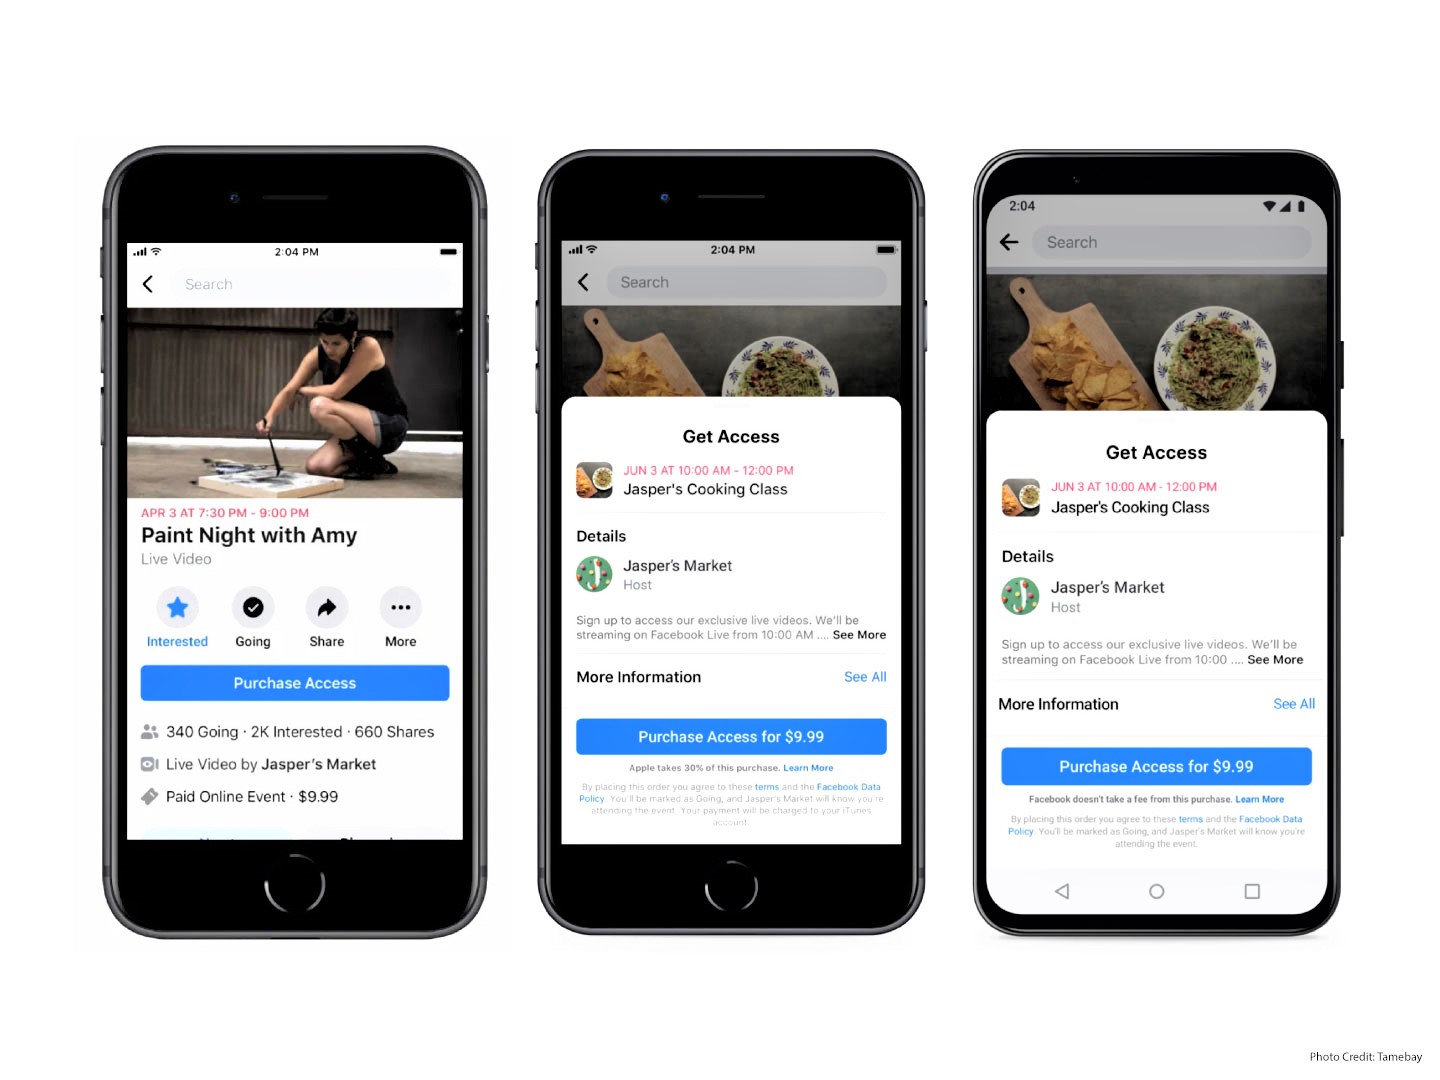 2:04 PM
Search
APR 3 AT 7:30 PM - 9:00 PM
Paint Night with Amy
Live Video
Interested
Going
Share
More
Purchase Access
340 Going · 2K Interested · 660 Shares
Live Video by Jasper's Market
Paid Online Event · $9.99
2:04 PM
Search
Get Access
JUN 3 AT 10:00 AM - 12:00 PM
Jasper's Cooking Class
Details
Jasper's Market
Host
Sign up to access our exclusive live videos. We'll be
streaming on Facebook Live from 10:00 AM .... See More
More Information
See All
Purchase Access for $9.99
Apple takes 30% of this purchase. Learn More
By placing this order you agree to these terms and the Facebook Data
Policy. You'll be marked as Going, and Jasper's Market will know you're
attending the event. Your payment will be charged to your iTunes
account.
2:04
Search
Get Access
JUN 3 AT 10:00 AM - 12:00 PM
Jasper's Cooking Class
Details
Jasper's Market
Host
Sign up to access our exclusive live videos. We'll be
streaming on Facebook Live from 10:00 .... See More
More Information
See All
Purchase Access for $9.99
Facebook doesn't take a fee from this purchase. Learn More
By placing this order you agree to these terms and the Facebook Data
Policy. You'll be marked as Going, and Jasper's Market will know you're
attending the event.
Photo Credit: Tamebay